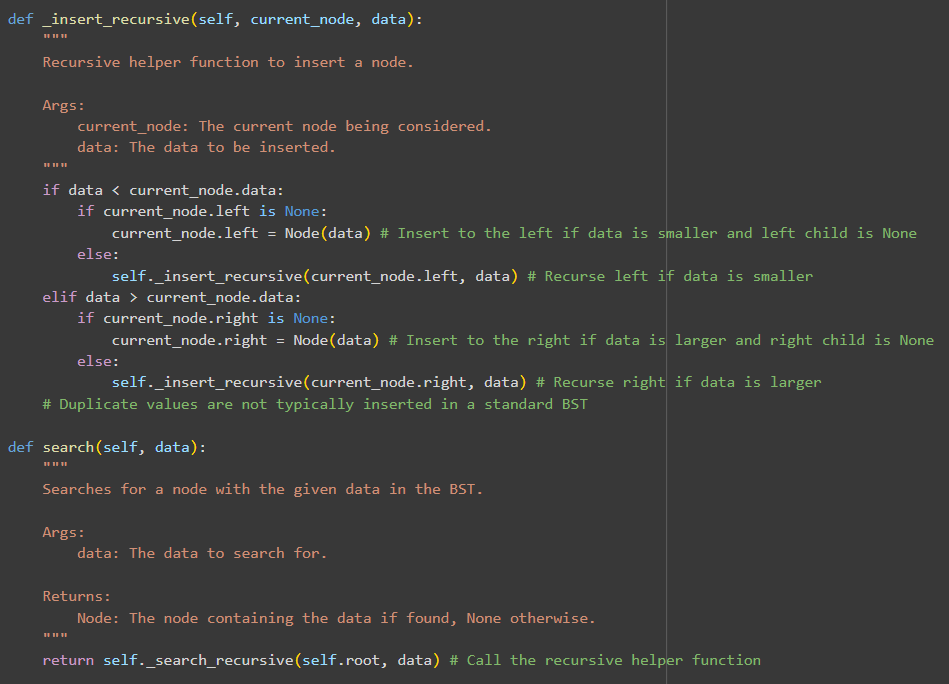 def _insert_recursive(self, current_node, data):
    """
    Recursive helper function to insert a node.

    Args:
        current_node: The current node being considered.
        data: The data to be inserted.
    """
    if data < current_node.data:
        if current_node.left is None:
            current_node.left = Node(data) # Insert to the left if data is smaller and left child is None
        else:
            self._insert_recursive(current_node.left, data) # Recurse left if data is smaller
    elif data > current_node.data:
        if current_node.right is None:
            current_node.right = Node(data) # Insert to the right if data is larger and right child is None
        else:
            self._insert_recursive(current_node.right, data) # Recurse right if data is larger
    # Duplicate values are not typically inserted in a standard BST

def search(self, data):
    """
    Searches for a node with the given data in the BST.

    Args:
        data: The data to search for.

    Returns:
        Node: The node containing the data if found, None otherwise.
    """
    return self._search_recursive(self.root, data) # Call the recursive helper function